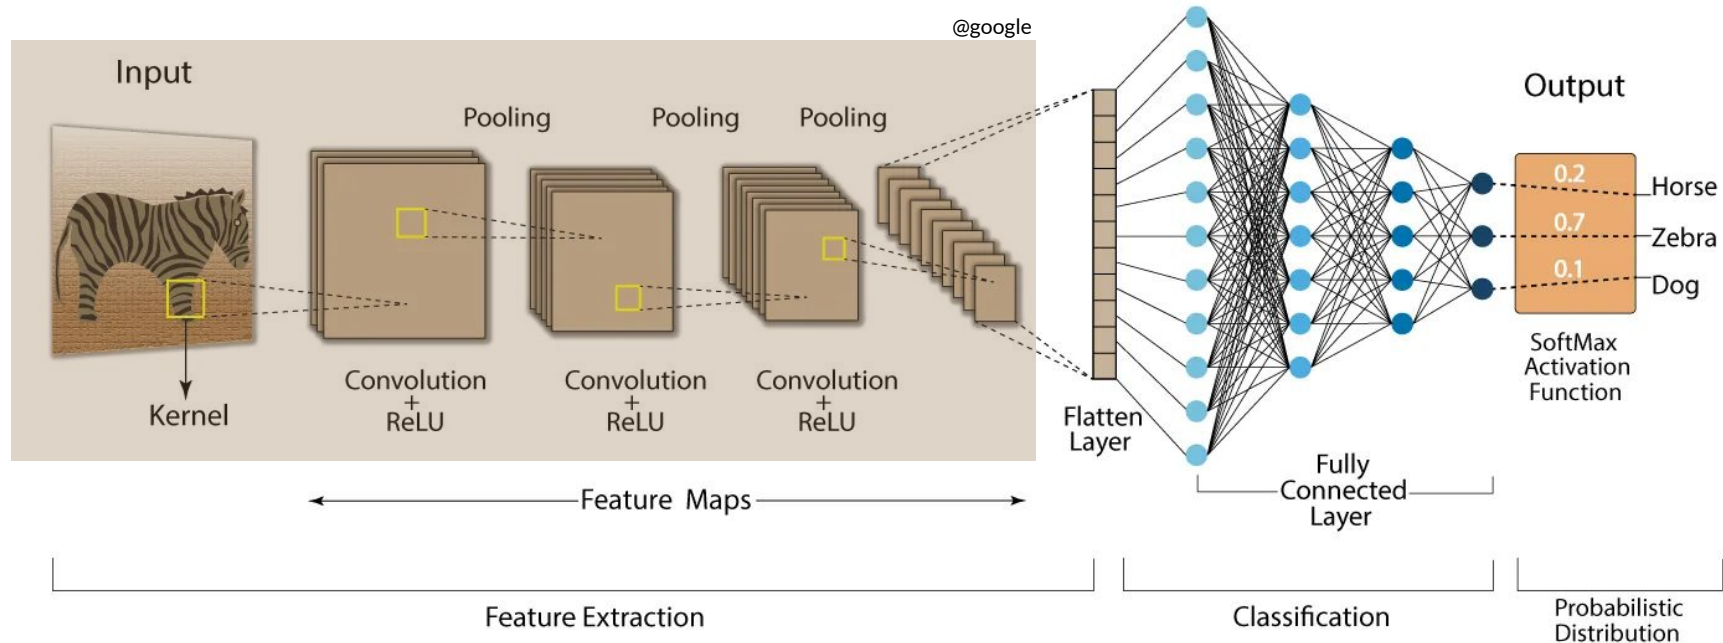 @google
Input
Pooling
Pooling
Pooling
Output
0.2
Horse
0.7
Zebra
0.1
Dog
SoftMax
Activation
Function
Kernel
Convolution
+
ReLU
Convolution
+
ReLU
Convolution
+
ReLU
Flatten
Layer
Fully
Connected
Layer
Feature Maps
Feature Extraction
Classification
Probabilistic
Distribution